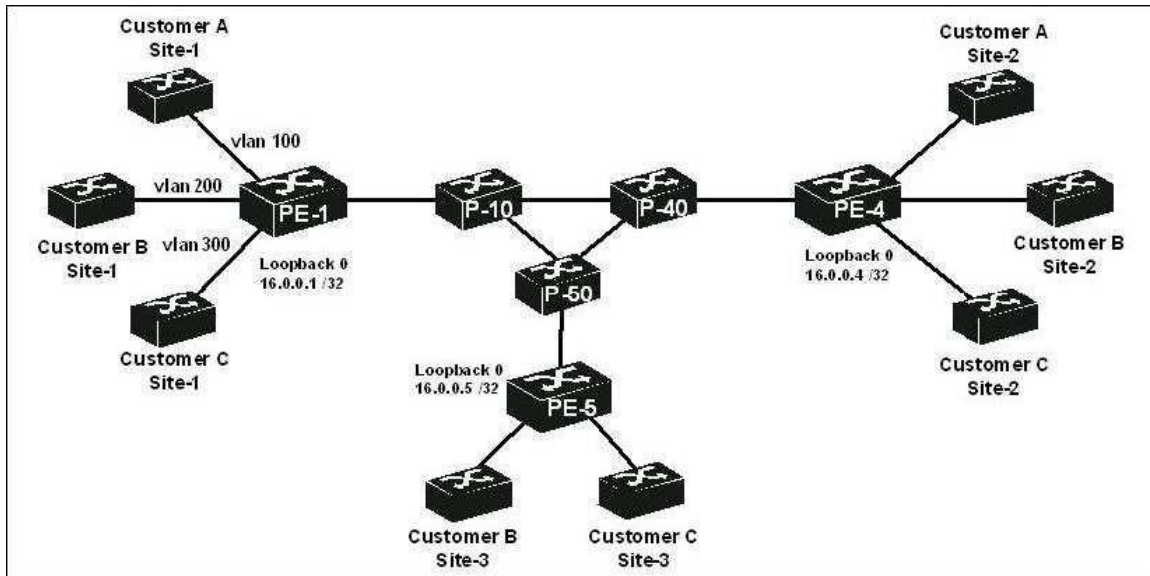 Customer A
Site-1
Customer A
Site-2
vlan 100
vlan 200
PE-1
P-10
P-40
PE-4
Customer B
Site-1
vlan 300
Customer B
Site-2
Loopback 0
16.0.0.1 /32
Loopback 0
16.0.0.4 /32
P-50
Customer C
Site-1
Customer C
Site-2
Loopback 0
16.0.0.5 /32
PE-5
Customer B
Site-3
Customer C
Site-3